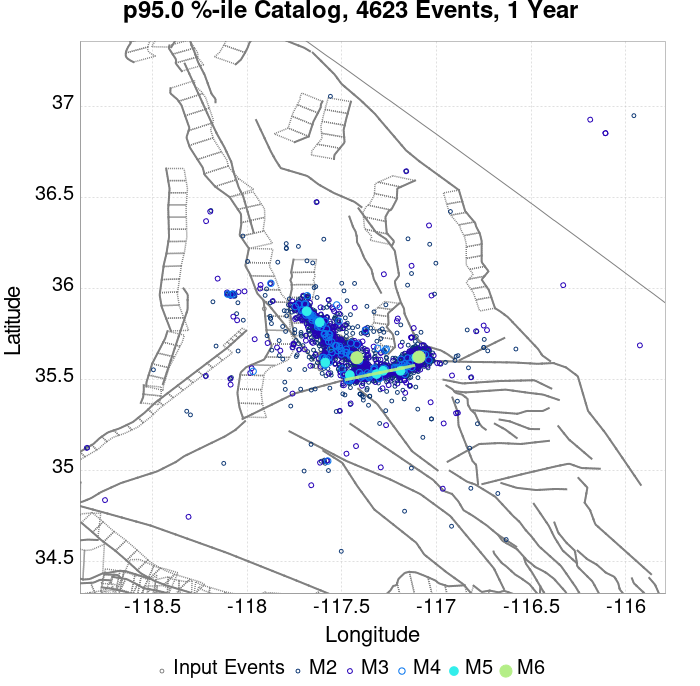 p95.0 %-ile Catalog, 4623 Events, 1 Year
Latitude
37
36.5
36
35.5
35
34.5
-118.5 -118 -117.5 -117 -116.5 -116
Longitude
Input Events M2 M3 M4 M5 M6